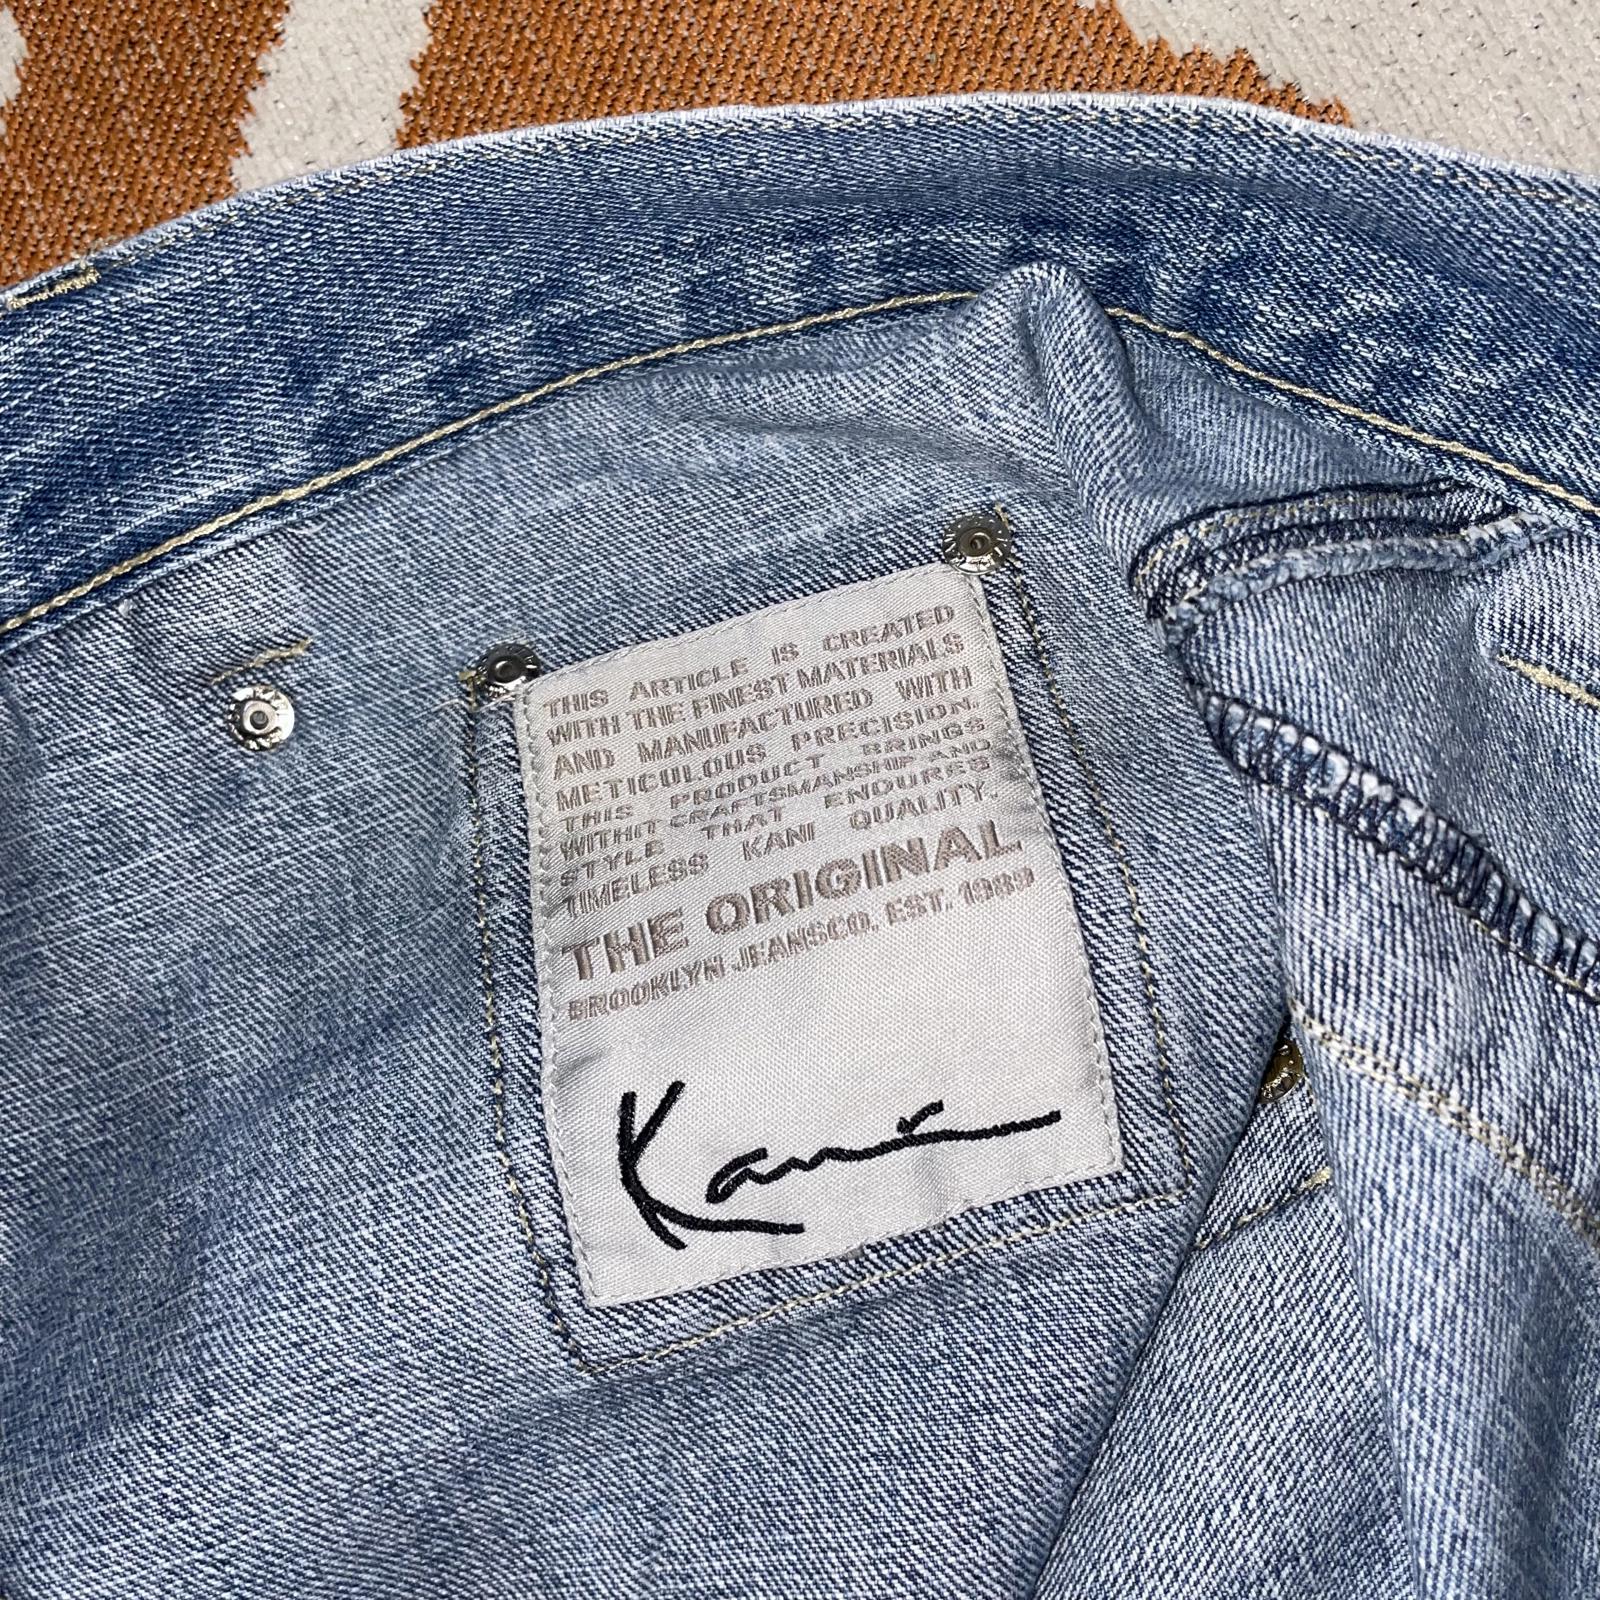 THIS ARTICLE IS CREATED
WITH THE FINEST MATERIALS
AND MANUFACTURED WITH
METICULOUS PRECISION.
THIS PRODUCT BRINGS
WITHIT CRAFTSMANSHIP AND
STYLE THAT ENDURES
TIMELESS KANI QUALITY.
THE ORIGINAL
BROOKLYN JEANSCO, EST. 1989
Kani